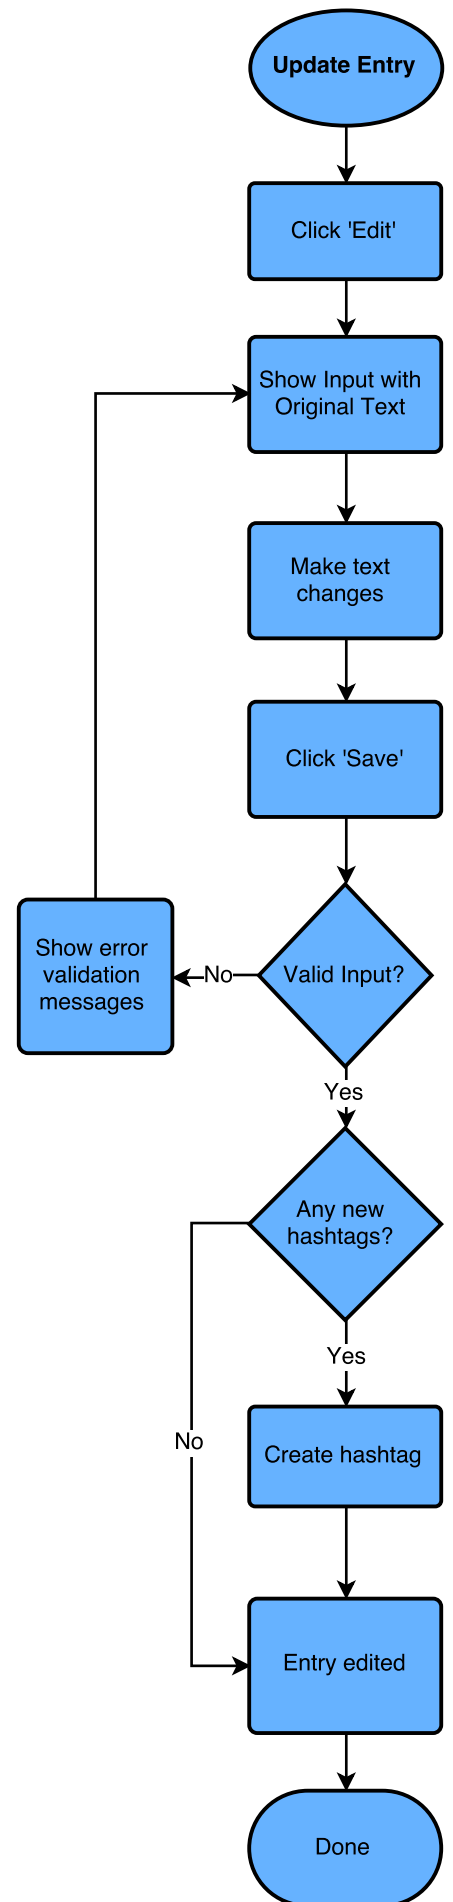 Update Entry
Click 'Edit'
Show Input with
Original Text
Make text
changes
Click 'Save'
Show error
validation
messages
No
Valid Input?
Yes
Any new
hashtags?
Yes
No
Create hashtag
Entry edited
Done